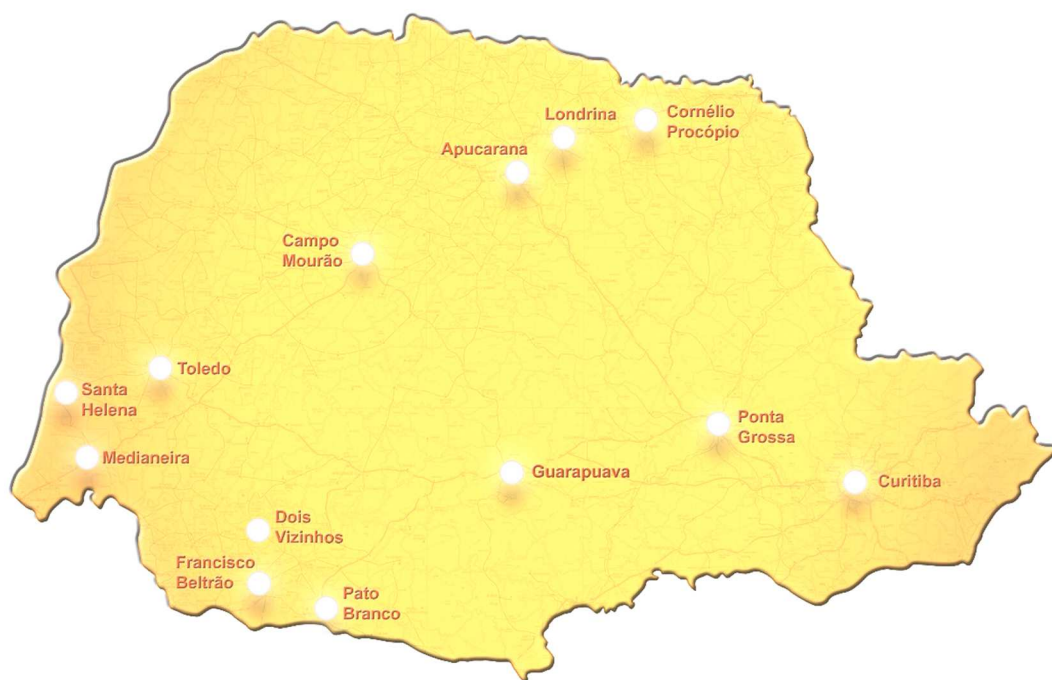 Londrina
Cornélio
Procópio
Apucarana
Campo
Mourão
Toledo
Santa
Helena
Ponta
Grossa
Medianeira
Guarapuava
Curitiba
Dois
Vizinhos
Francisco
Beltrão
Pato
Branco